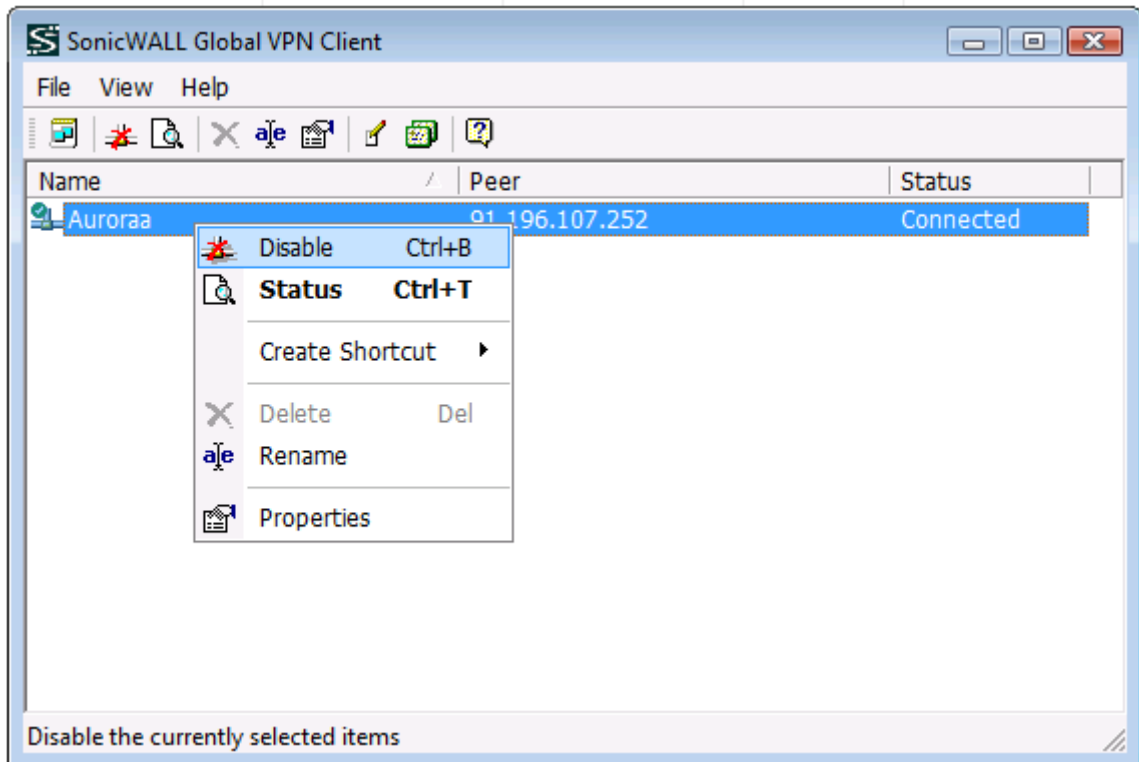 SonicWALL Global VPN Client
File View Help
Name Peer Status
Auroraa 91.196.107.252 Connected
Disable Ctrl+B
Status Ctrl+T
Create Shortcut
Delete Del
Rename
Properties
Disable the currently selected items